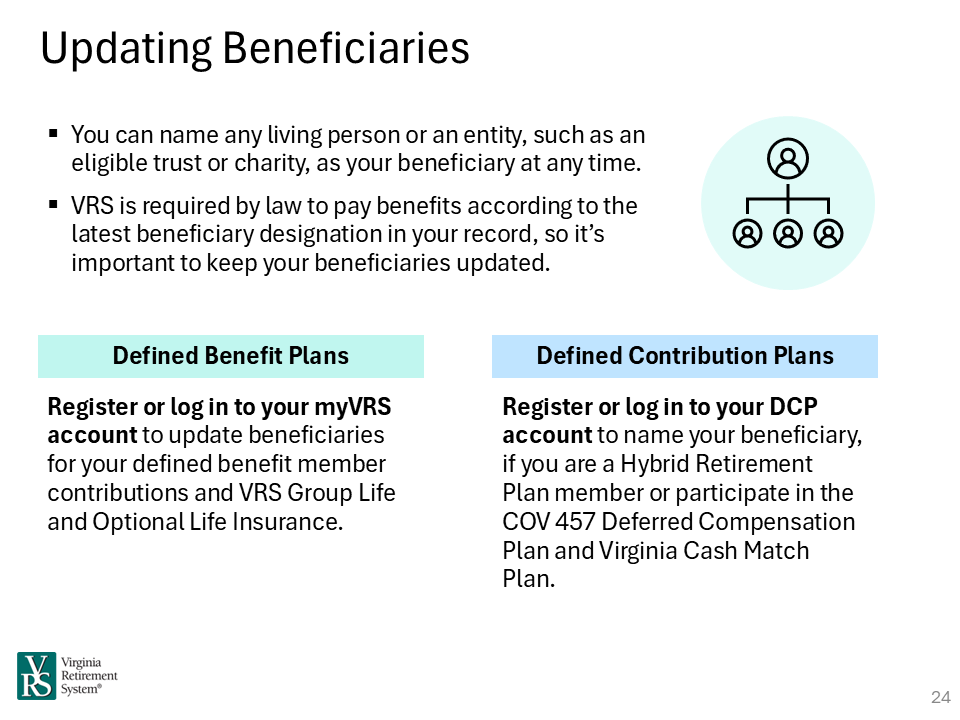 Updating Beneficiaries
▪ You can name any living person or an entity, such as an
eligible trust or charity, as your beneficiary at any time.
▪ VRS is required by law to pay benefits according to the
latest beneficiary designation in your record, so it’s
important to keep your beneficiaries updated.
Defined Benefit Plans
Register or log in to your myVRS
account to update beneficiaries
for your defined benefit member
contributions and VRS Group Life
and Optional Life Insurance.
Defined Contribution Plans
Register or log in to your DCP
account to name your beneficiary,
if you are a Hybrid Retirement
Plan member or participate in the
COV 457 Deferred Compensation
Plan and Virginia Cash Match
Plan.
VRS
Virginia
Retirement
System®
24